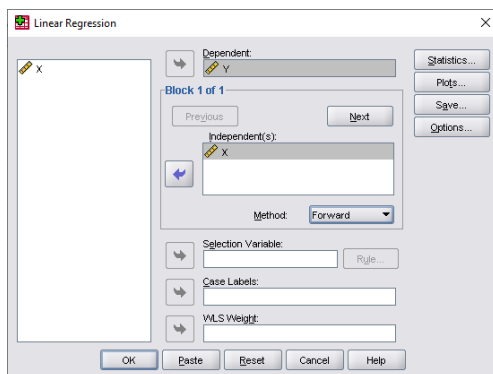 Linear Regression
X
Dependent:
Y
Statistics...
Plots...
Save...
Options...
Block 1 of 1
Previous
Next
Independent(s):
X
Method:
Forward
Selection Variable:
Rule...
Case Labels:
WLS Weight:
OK
Paste
Reset
Cancel
Help